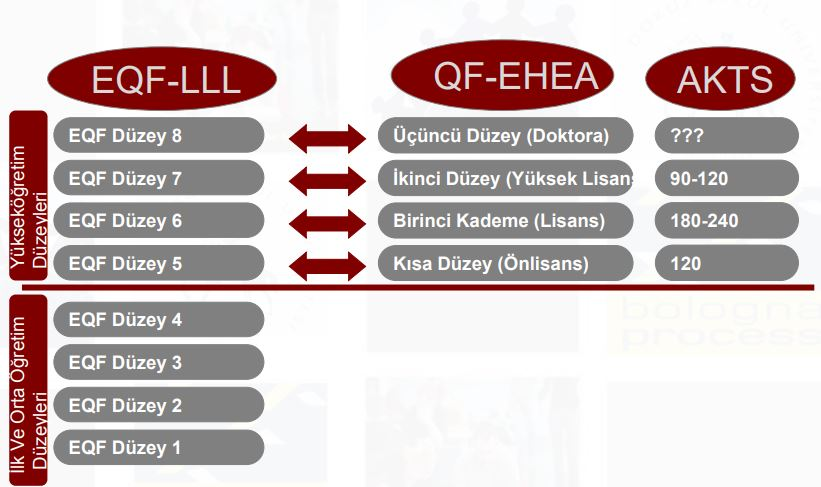 EQF-LLL QF-EHEA AKTS
Yükseköğretim
Düzeyleri
EQF Düzey 8 Üçüncü Düzey (Doktora) ???
EQF Düzey 7 İkinci Düzey (Yüksek Lisans 90-120
EQF Düzey 6 Birinci Kademe (Lisans) 180-240
EQF Düzey 5 Kısa Düzey (Önlisans) 120
İlk Ve Orta Öğretim
Düzeyleri
EQF Düzey 4
EQF Düzey 3
EQF Düzey 2
EQF Düzey 1
bologna
process